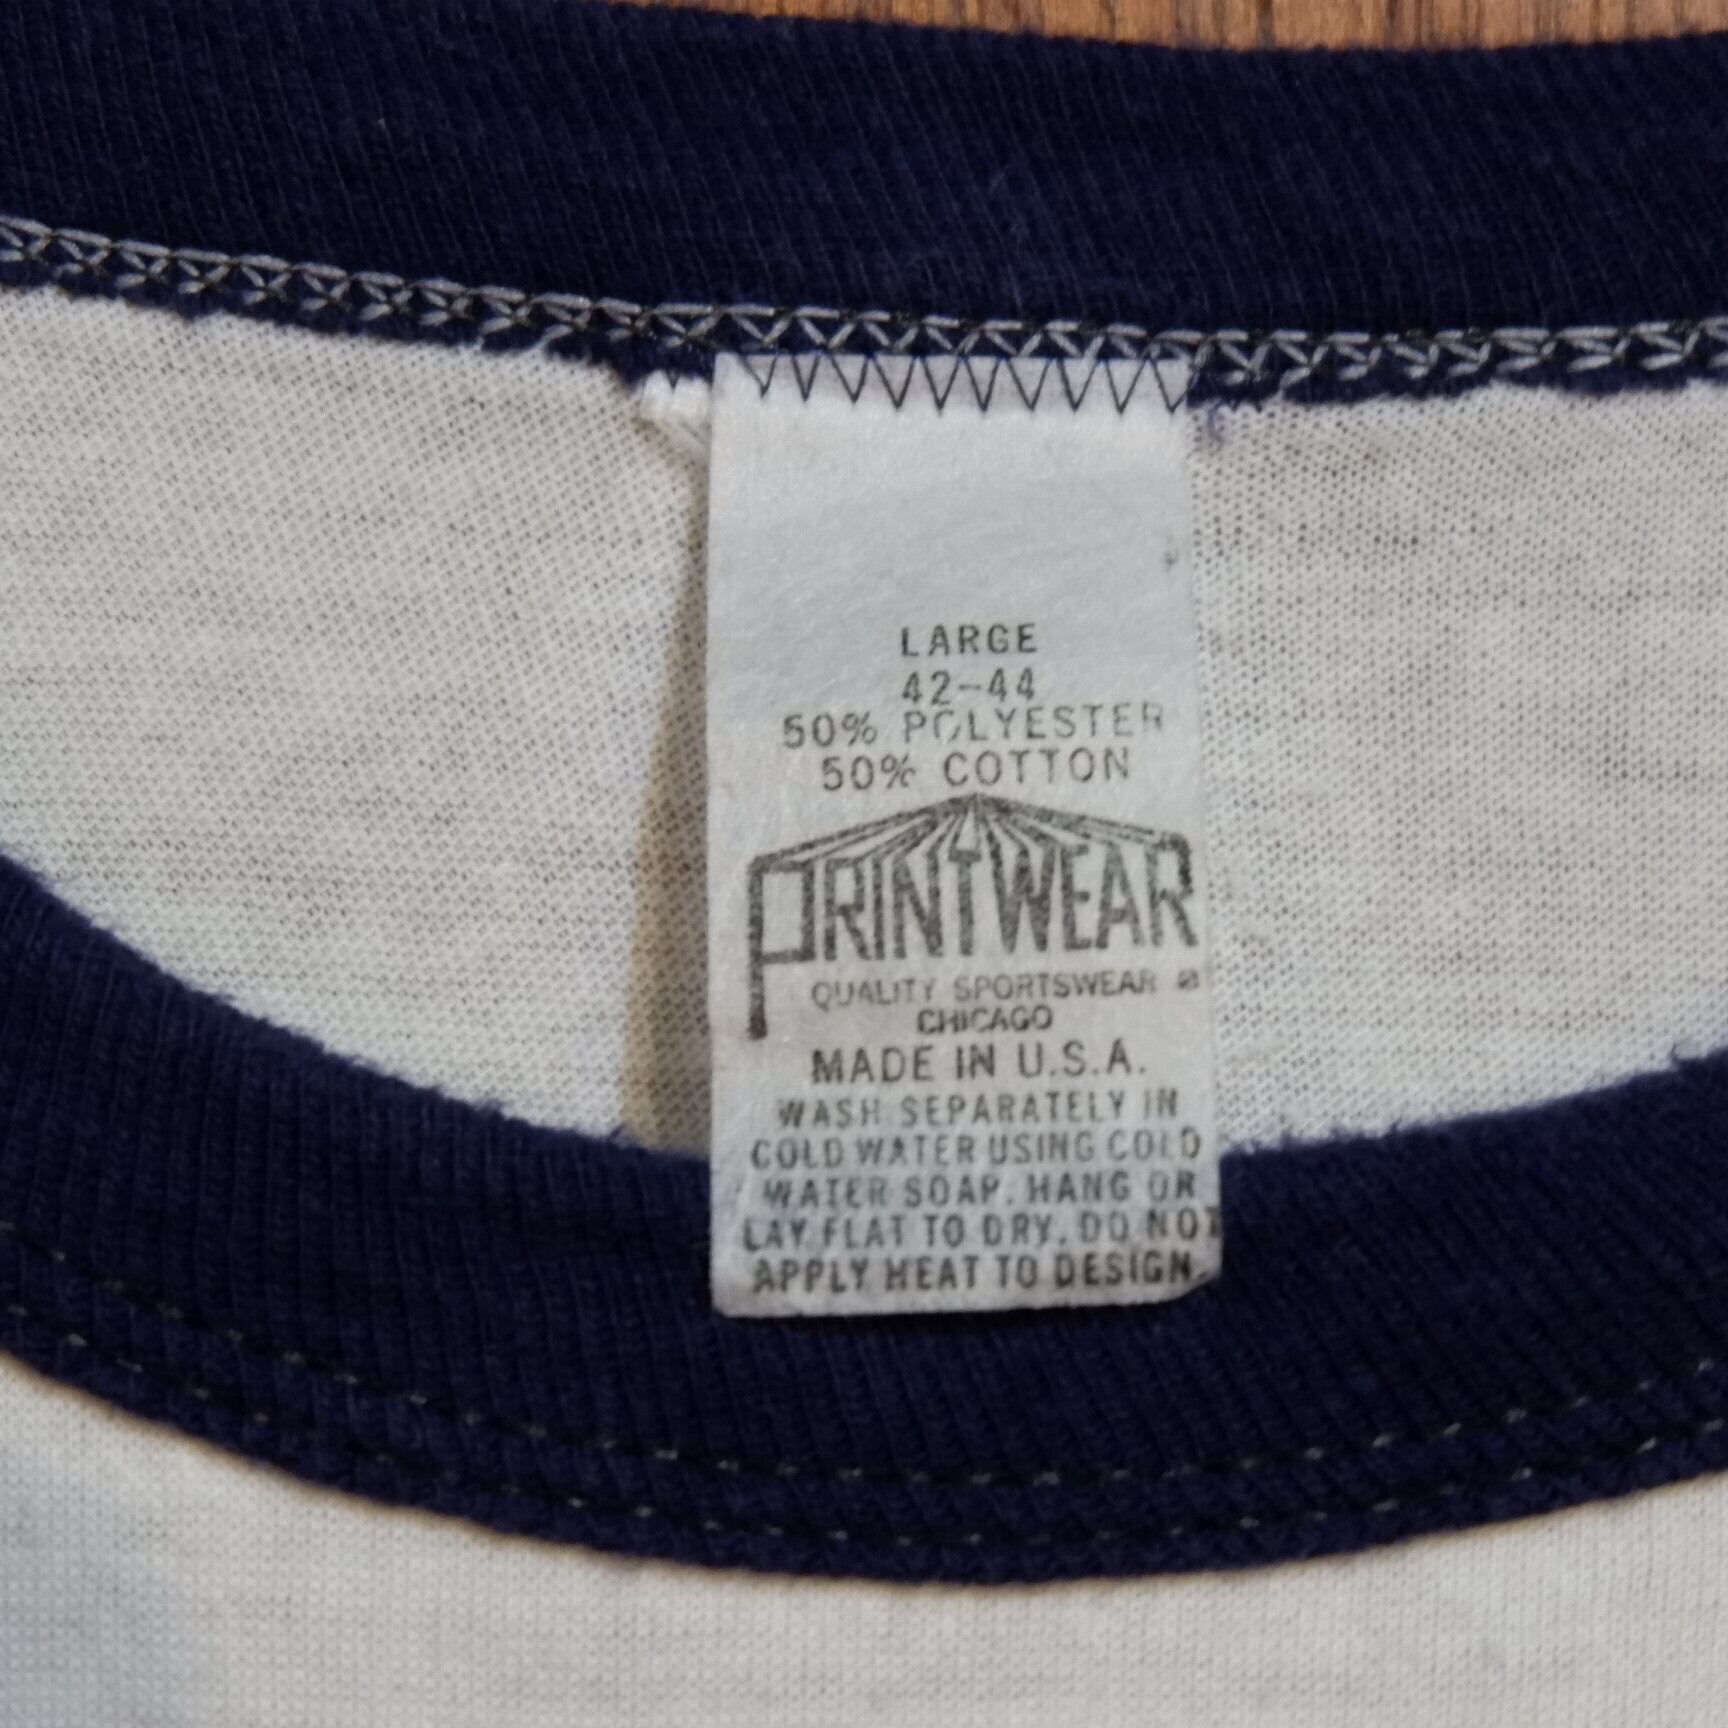 LARGE
42-44
50% POLYESTER
50% COTTON
PRINTWEAR
QUALITY SPORTSWEAR ®
CHICAGO
MADE IN U.S.A.
WASH SEPARATELY IN
COLD WATER USING COLD
WATER SOAP. HANG OR
LAY FLAT TO DRY. DO NOT
APPLY HEAT TO DESIGN.